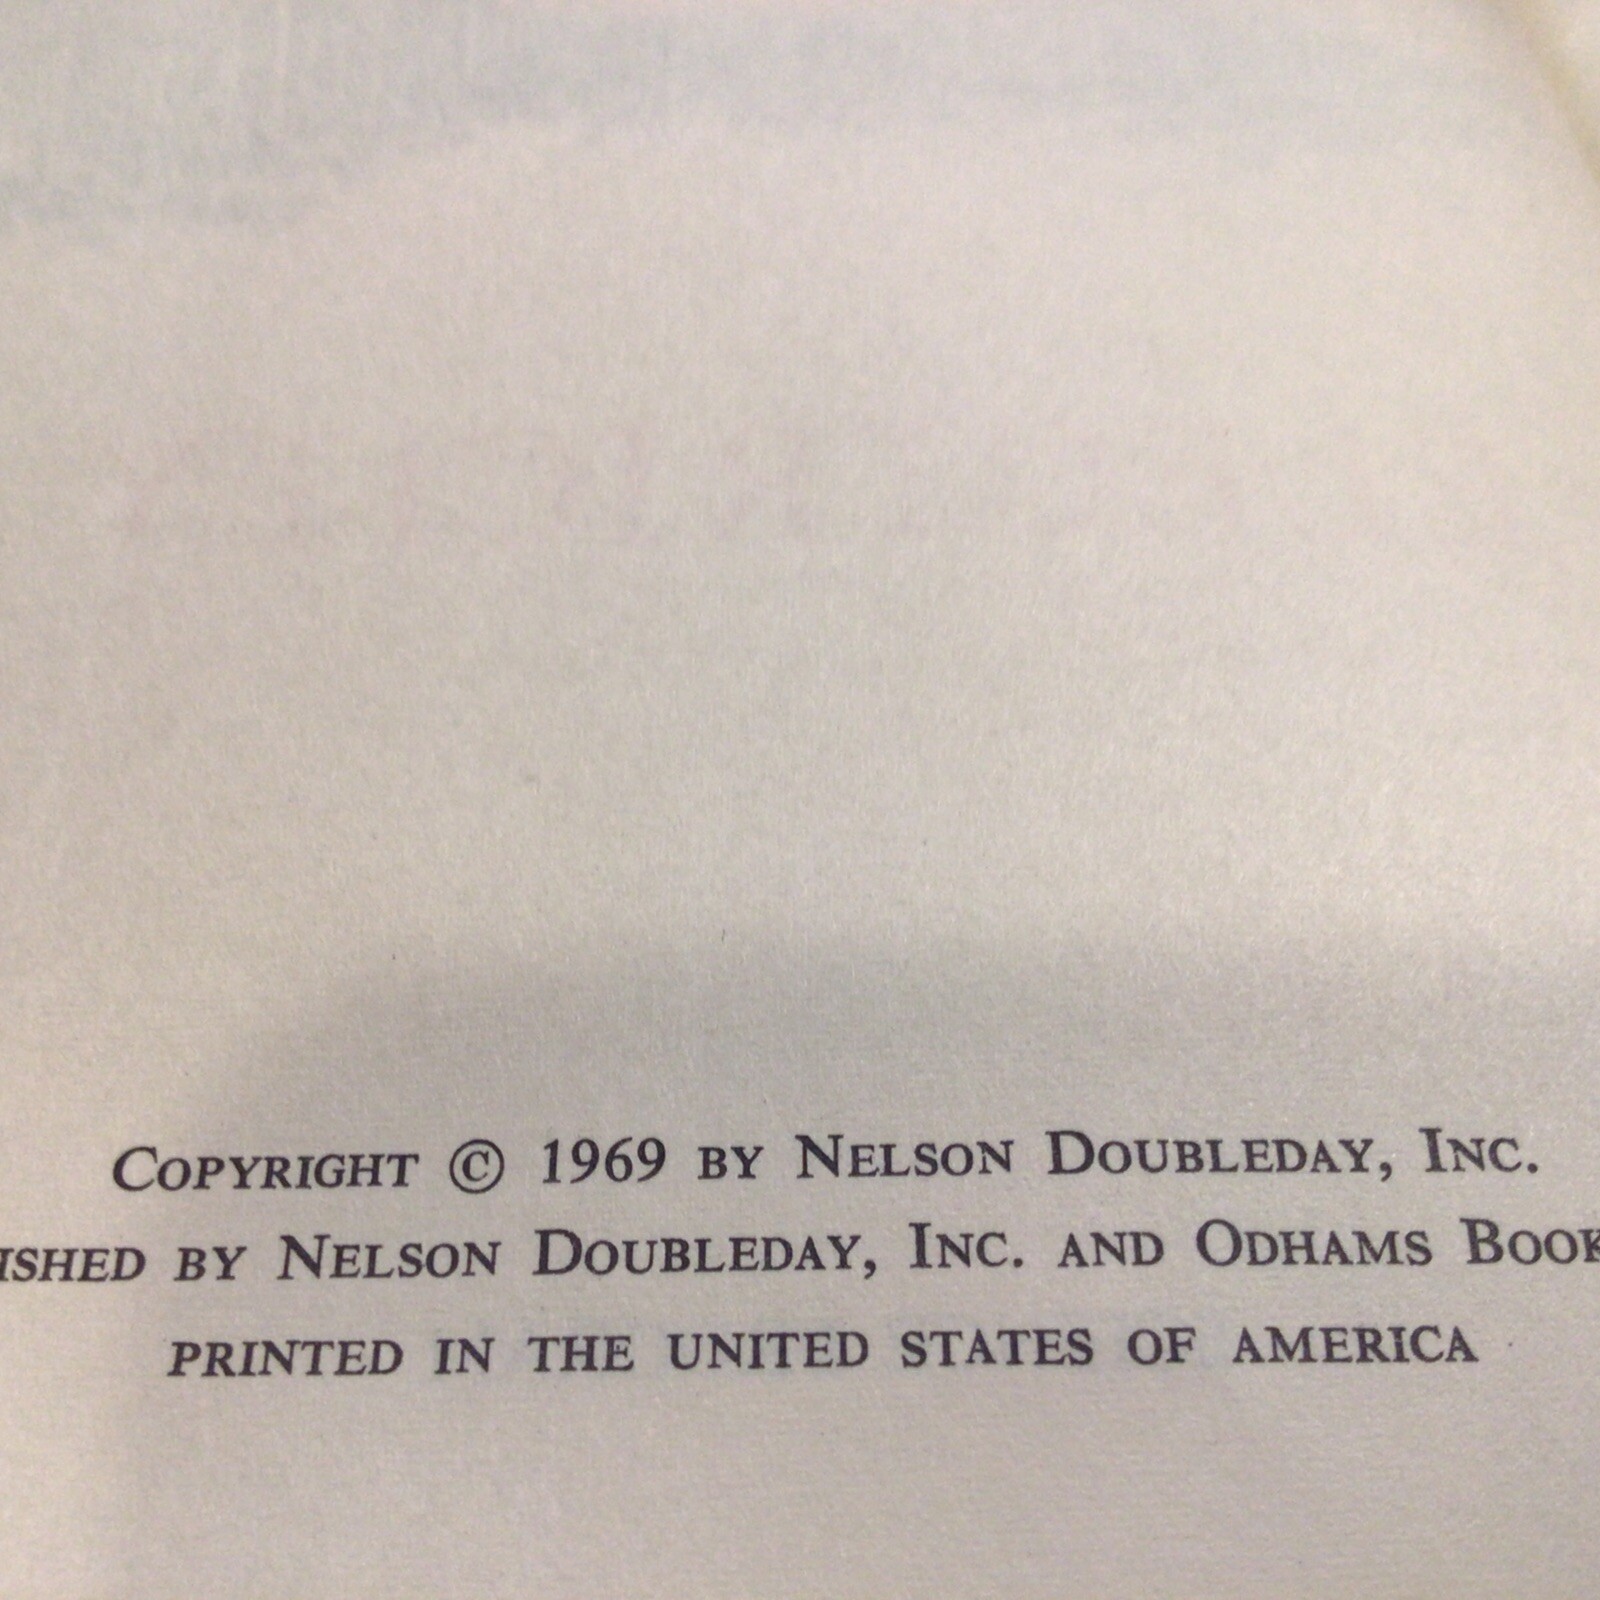 Copyright © 1969 by Nelson Doubleday, Inc.
ished by Nelson Doubleday, Inc. and Odhams Book
printed in the united states of america